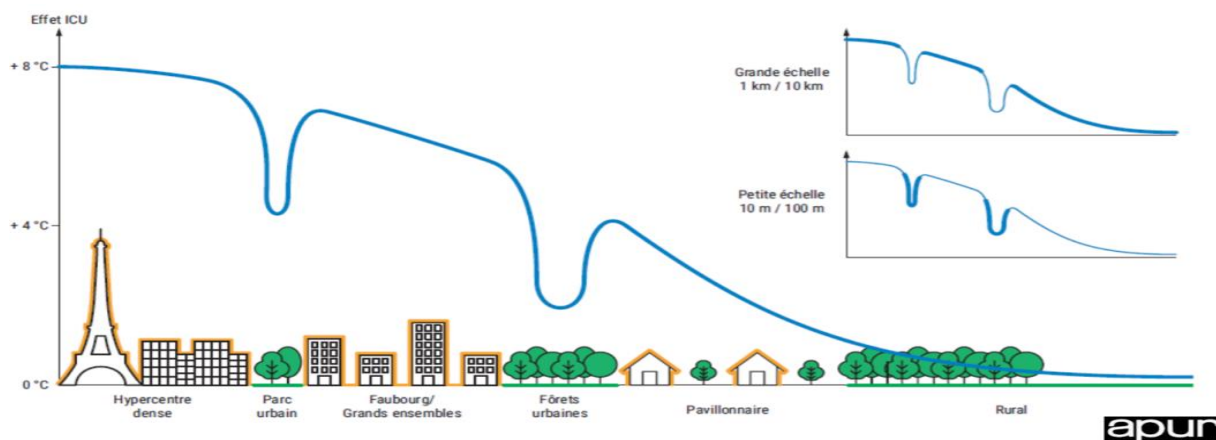 Effet ICU
+ 8 °C
+ 4 °C
0 °C
Hypercentre
dense
Parc
urbain
Faubourg/
Grands ensembles
Fôrets
urbaines
Pavillonnaire
Rural
Grande échelle
1 km / 10 km
Petite échelle
10 m / 100 m
apur